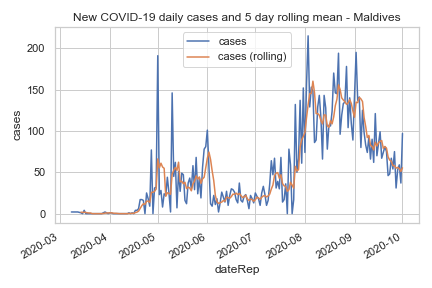 New COVID-19 daily cases and 5 day rolling mean - Maldives
cases
cases (rolling)
200
150
100
50
0
cases
2020-03
2020-04
2020-05
2020-06
2020-07
2020-08
2020-09
2020-10
dateRep